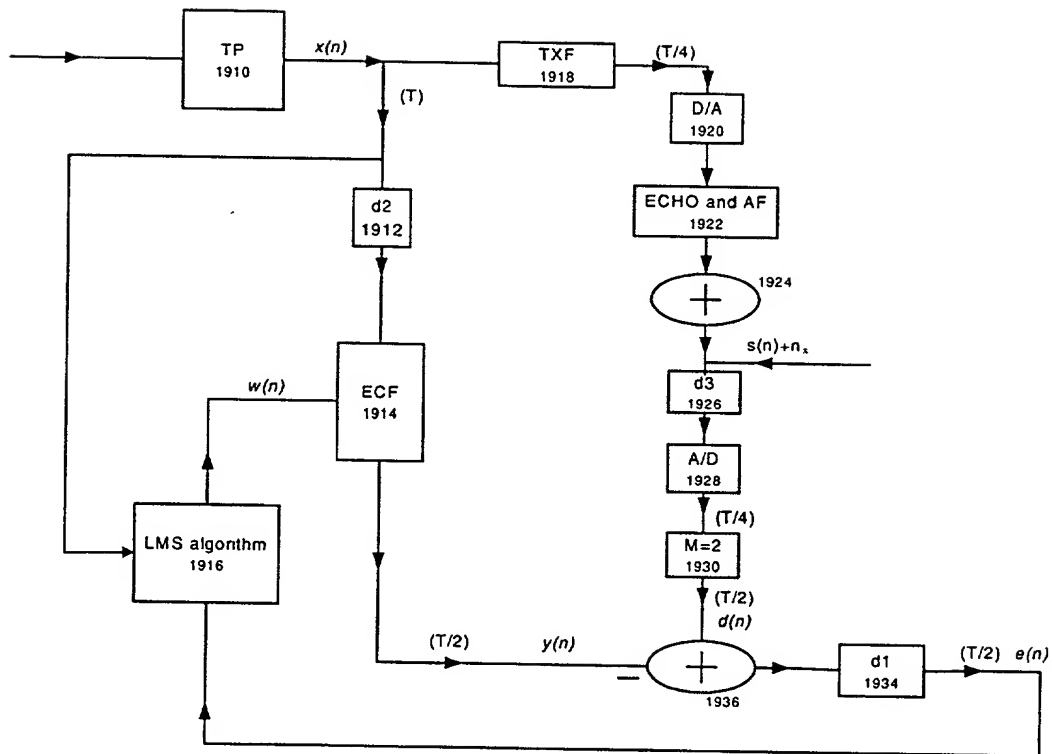 TP
1910
x(n)
TXF
1918
(T/4)
(T)
D/A
1920
d2
1912
ECHO and AF
1922
1924
+
s(n)+nₓ
ECF
1914
w(n)
d3
1926
A/D
1928
(T/4)
M=2
1930
LMS algorithm
1916
(T/2)
d(n)
(T/2)
y(n)
−
+
1936
d1
1934
(T/2)
e(n)